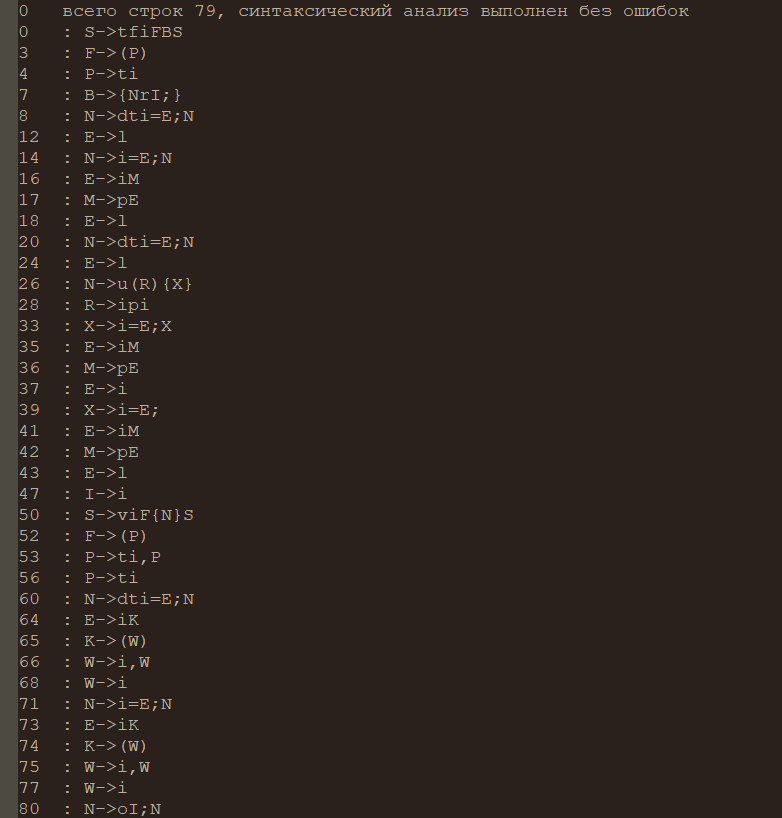 0 всего строк 79, синтаксический анализ выполнен без ошибок
0 : S->tfiFBS
3 : F->(P)
4 : P->ti
7 : B->{NrI;}
8 : N->dti=E;N
12 : E->l
14 : N->i=E;N
16 : E->iM
17 : M->pE
18 : E->l
20 : N->dti=E;N
24 : E->l
26 : N->u(R){X}
28 : R->ipi
33 : X->i=E;X
35 : E->iM
36 : M->pE
37 : E->i
39 : X->i=E;
41 : E->iM
42 : M->pE
43 : E->l
47 : I->i
50 : S->viF{N}S
52 : F->(P)
53 : P->ti,P
56 : P->ti
60 : N->dti=E;N
64 : E->iK
65 : K->(W)
66 : W->i,W
68 : W->i
71 : N->i=E;N
73 : E->iK
74 : K->(W)
75 : W->i,W
77 : W->i
80 : N->oI;N